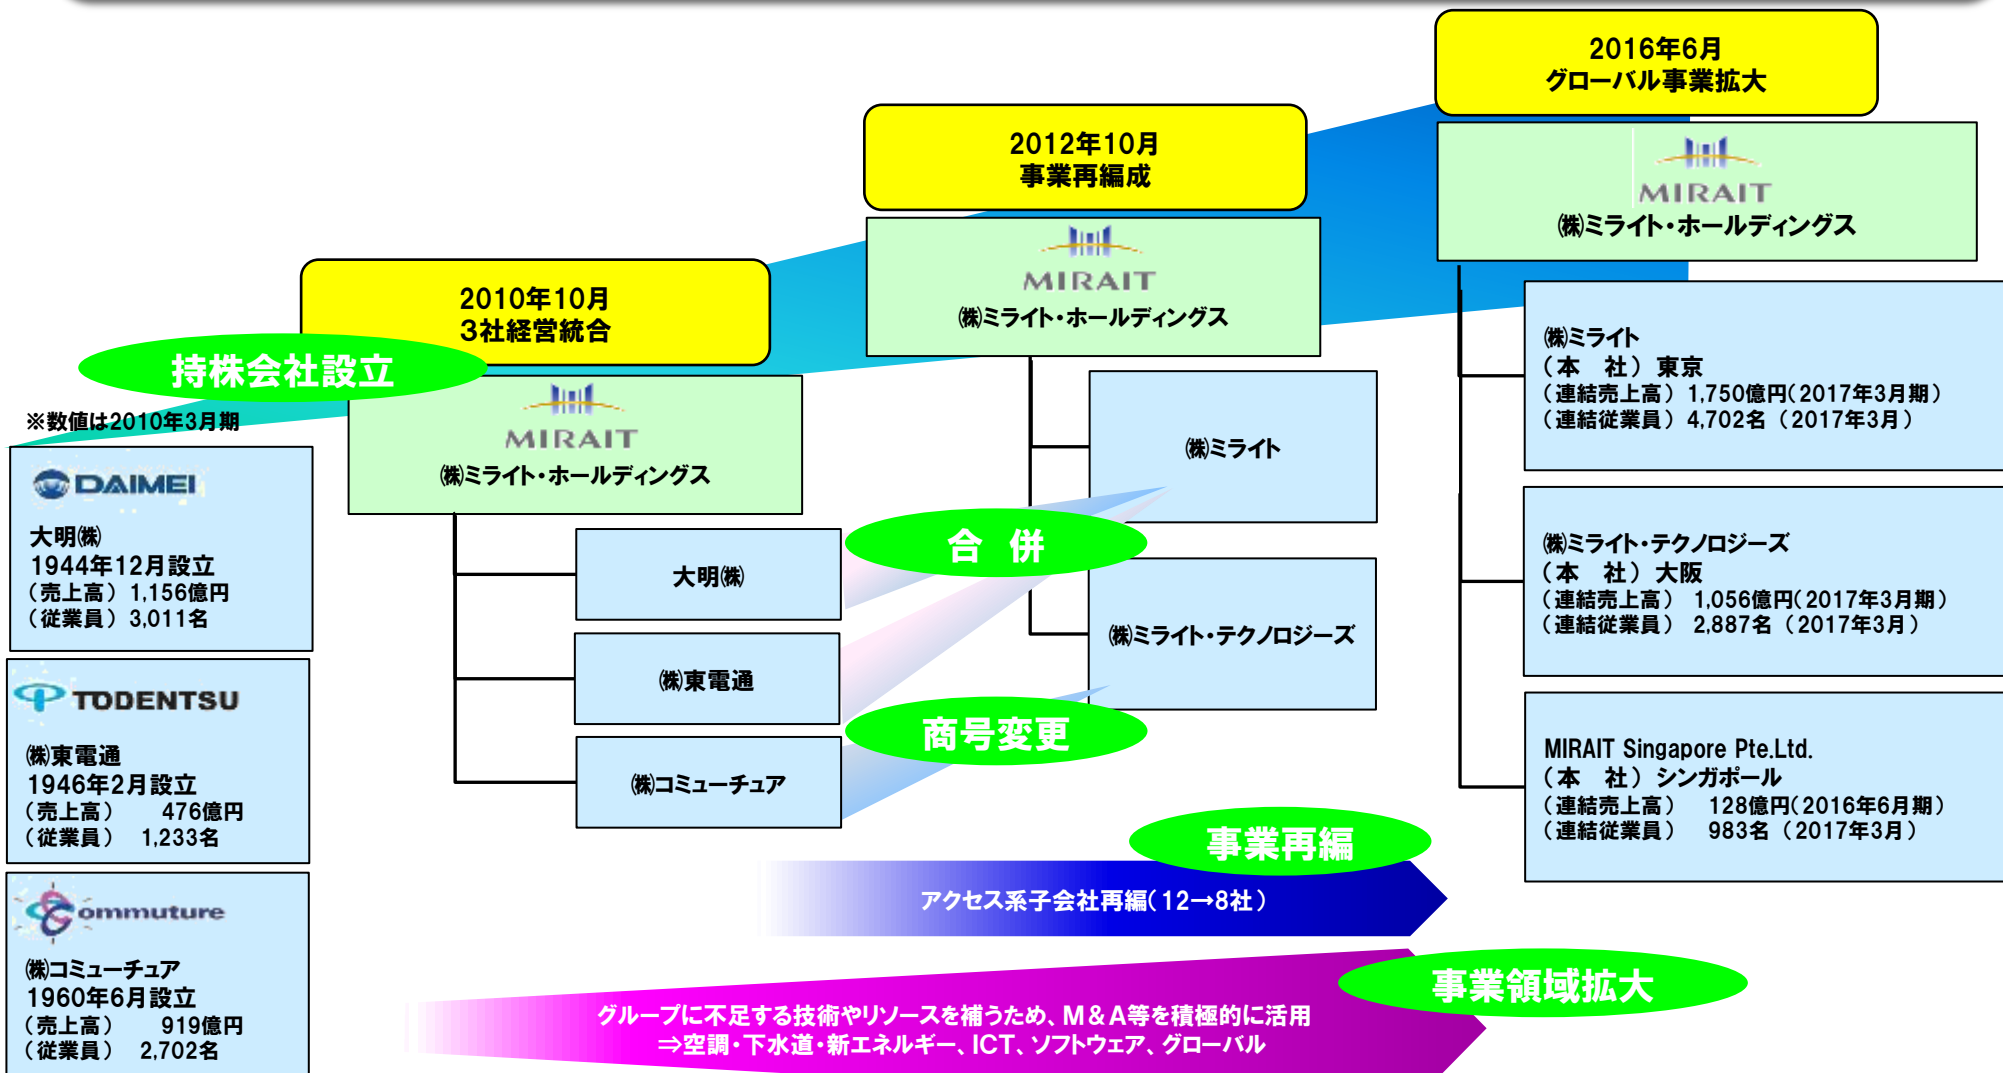 2016年6月
グローバル事業拡大
MIRAIT
㈱ミライト・ホールディングス
2012年10月
事業再編成
MIRAIT
㈱ミライト・ホールディングス
2010年10月
3社経営統合
持株会社設立
MIRAIT
㈱ミライト・ホールディングス
※数値は2010年3月期
DAIMEI
大明㈱
1944年12月設立
（売上高）1,156億円
（従業員）3,011名
TODENTSU
㈱東電通
1946年2月設立
（売上高） 476億円
（従業員） 1,233名
Commuture
㈱コミューチュア
1960年6月設立
（売上高） 919億円
（従業員） 2,702名
大明㈱
㈱東電通
㈱コミューチュア
合 併
商号変更
㈱ミライト
㈱ミライト・テクノロジーズ
㈱ミライト
（本 社）東京
（連結売上高）1,750億円（2017年3月期）
（連結従業員）4,702名（2017年3月）
㈱ミライト・テクノロジーズ
（本 社）大阪
（連結売上高） 1,056億円（2017年3月期）
（連結従業員） 2,887名（2017年3月）
MIRAIT Singapore Pte.Ltd.
（本 社）シンガポール
（連結売上高） 128億円（2016年6月期）
（連結従業員） 983名（2017年3月）
事業再編
アクセス系子会社再編（12→8社）
事業領域拡大
グループに不足する技術やリソースを補うため、M&A等を積極的に活用
⇒空調・下水道・新エネルギー、ICT、ソフトウェア、グローバル